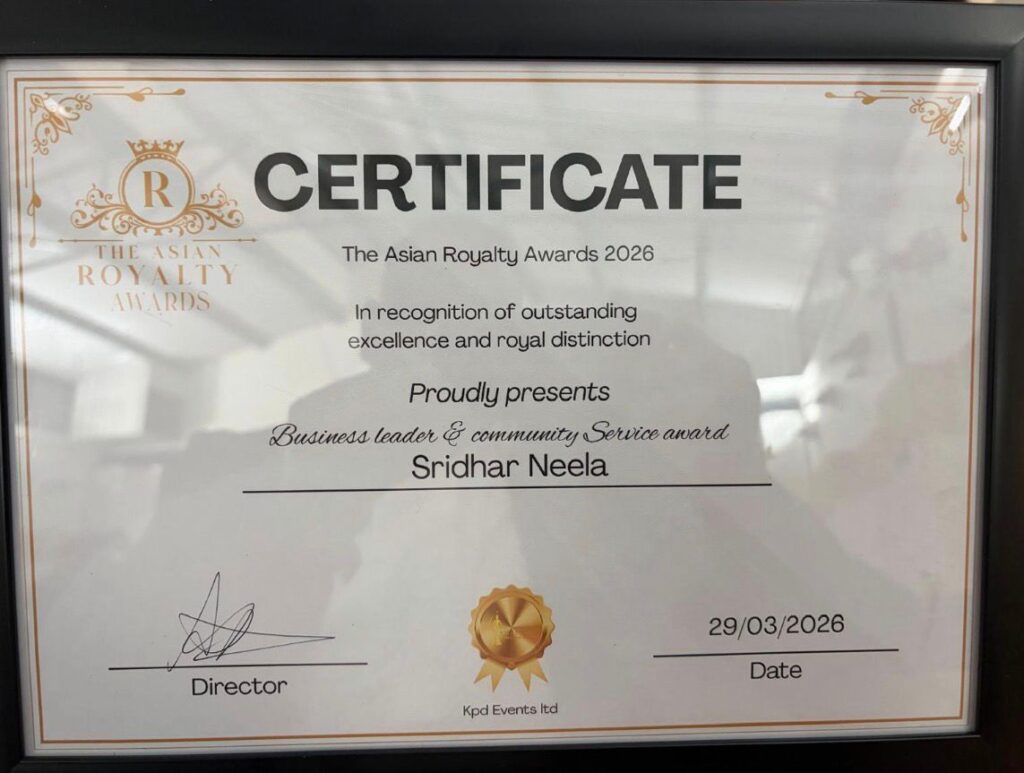 R
THE ASIAN
ROYALTY
AWARDS
CERTIFICATE
The Asian Royalty Awards 2026
In recognition of outstanding
excellence and royal distinction
Proudly presents
Business leader & community Service award
Sridhar Neela
Director
Kpd Events ltd
29/03/2026
Date